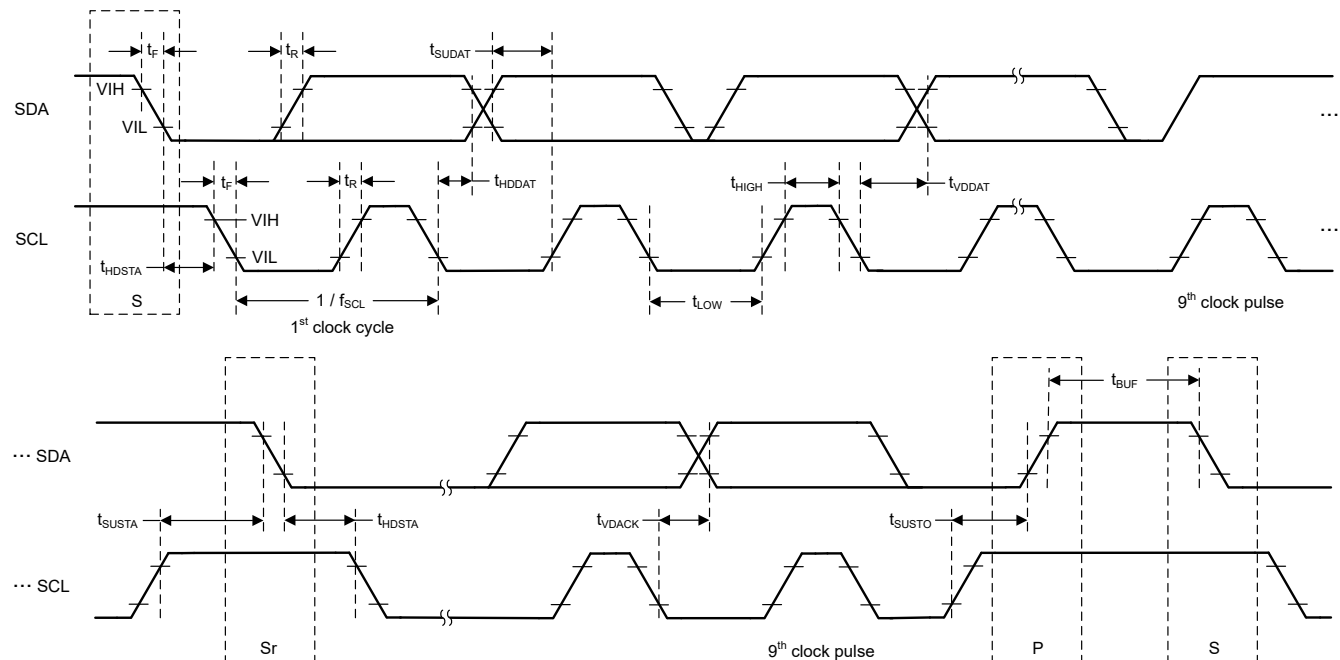 tF
tR
tSUDAT
VIH
SDA
VIL
...
tF
tR
tHDDAT
tHIGH
tVDDAT
VIH
SCL
...
VIL
tHDSTA
S
1 / fSCL
tLOW
9th clock pulse
1st clock cycle
tBUF
... SDA
tSUSTA
tHDSTA
tVDACK
tSUSTO
... SCL
Sr
9th clock pulse
P
S